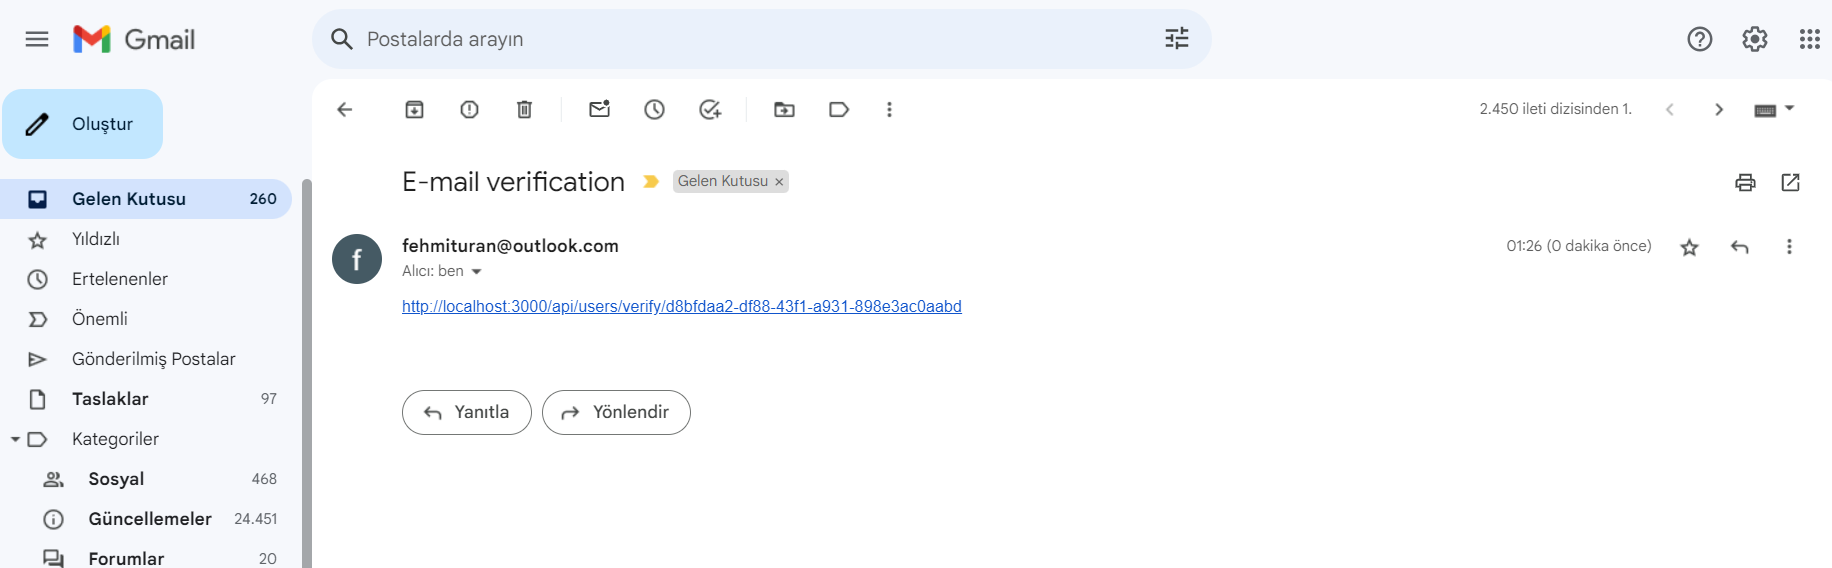 Gmail
Postalarda arayın
Oluştur
2.450 ileti dizisinden 1.
E-mail verification
Gelen Kutusu ×
Gelen Kutusu 260
Yıldızlı
Ertelenenler
Önemli
Gönderilmiş Postalar
Taslaklar 97
Kategoriler
Sosyal 468
Güncellemeler 24.451
Forumlar 20
f
fehmituran@outlook.com
01:26 (0 dakika önce)
Alıcı: ben
http://localhost:3000/api/users/verify/d8bfdaa2-df88-43f1-a931-898e3ac0aabd
Yanıtla
Yönlendir